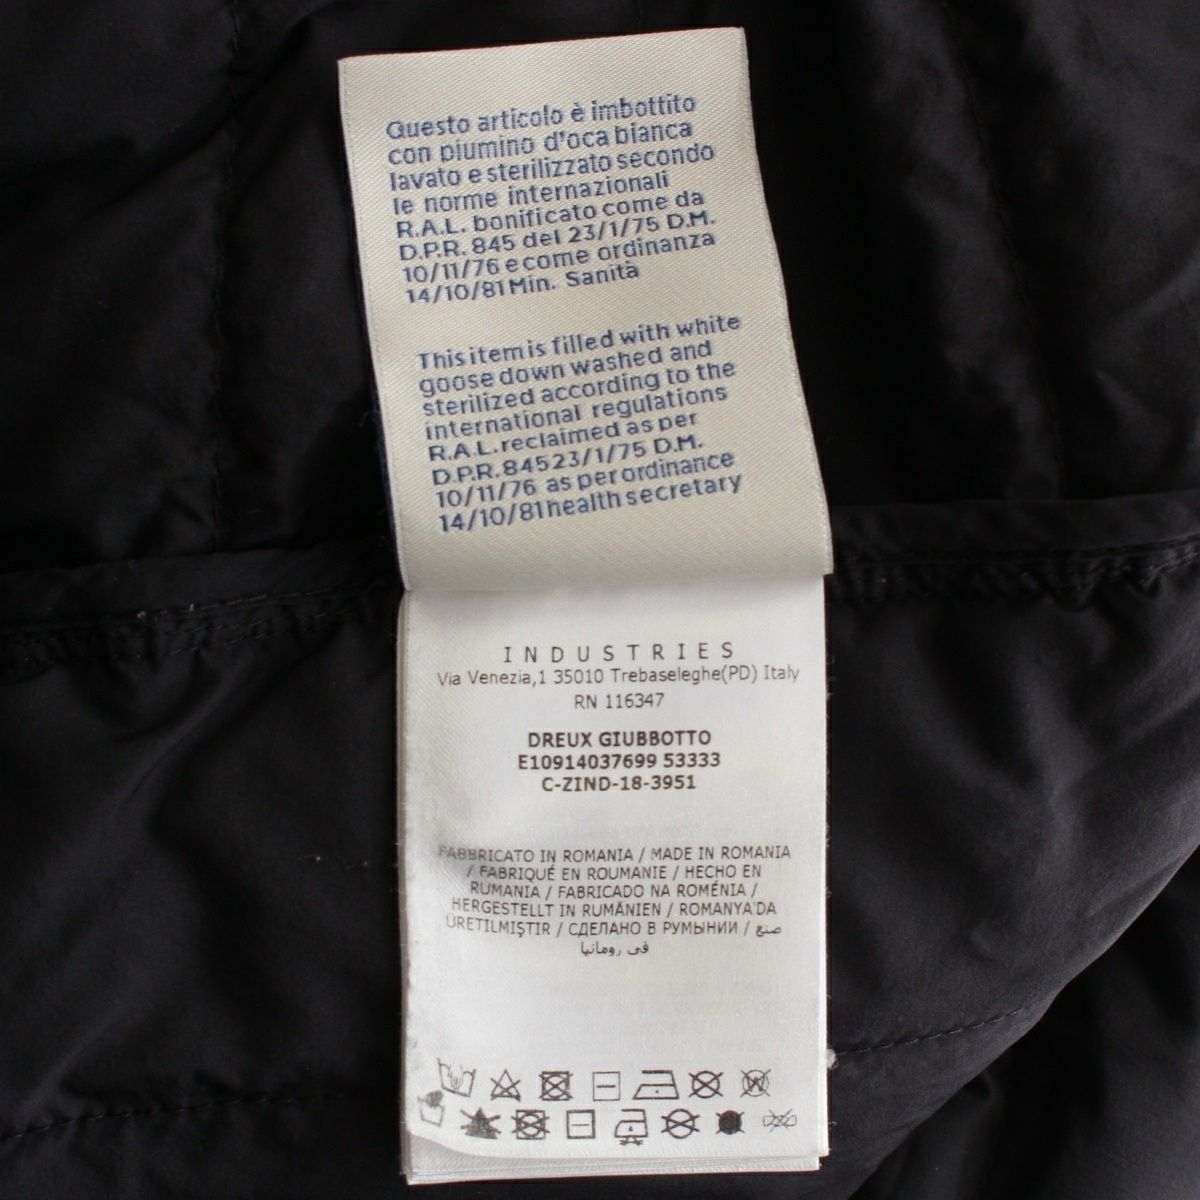 Questo articolo è imbottito
con piumino d'oca bianca
lavato e sterilizzato secondo
le norme internazionali
R.A.L. bonificato come da
D.P.R. 845 del 23/1/75 D.M.
10/11/76 e come ordinanza
14/10/81 Min. Sanità
This item is filled with white
goose down washed and
sterilized according to the
international regulations
R.A.L. reclaimed as per
D.P.R. 845 23/1/75 D.M.
10/11/76 as per ordinance
14/10/81 health secretary
INDUSTRIES
Via Venezia,1 35010 Trebaseleghe(PD) Italy
RN 116347
DREUX GIUBBOTTO
E10914037699 53333
C-ZIND-18-3951
FABBRICATO IN ROMANIA / MADE IN ROMANIA
/ FABRIQUÉ EN ROUMANIE / HECHO EN
RUMANIA / FABRICADO NA ROMÉNIA /
HERGESTELLT IN RUMÄNIEN / ROMANYA'DA
ÜRETILMIŞTIR / СДЕЛАНО В РУМЫНИИ / صنع
في رومانيا